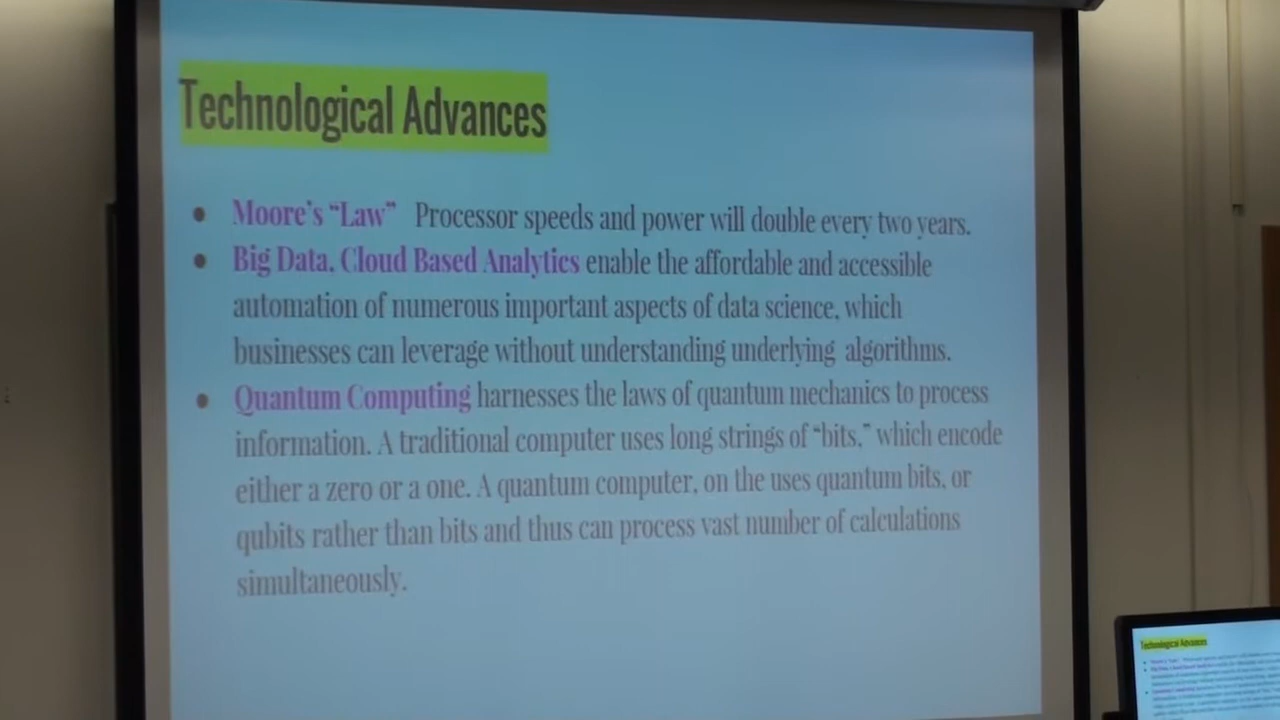 Technological Advances
• Moore's “Law” Processor speeds and power will double every two years.
• Big Data, Cloud Based Analytics enable the affordable and accessible
automation of numerous important aspects of data science, which
businesses can leverage without understanding underlying algorithms.
• Quantum Computing harnesses the laws of quantum mechanics to process
information. A traditional computer uses long strings of “bits,” which encode
either a zero or a one. A quantum computer, on the uses quantum bits, or
qubits rather than bits and thus can process vast number of calculations
simultaneously.
Technological Advances